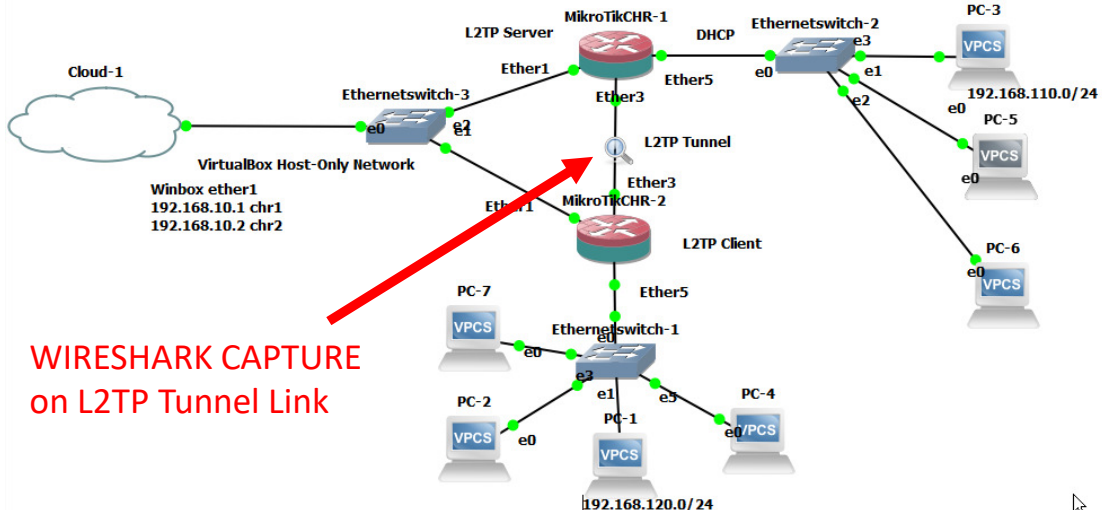 MikroTikCHR-1
L2TP Server
DHCP
Ethernetswitch-2
PC-3
VPCS
e3
Cloud-1
Ether1
Ether5
e0
e1
e2
192.168.110.0/24
Ethernetswitch-3
Ether3
e0
PC-5
e0
e2
e1
L2TP Tunnel
VPCS
e0
VirtualBox Host-Only Network
Winbox ether1
192.168.10.1 chr1
192.168.10.2 chr2
Ether3
Ether1
MikroTikCHR-2
L2TP Client
PC-6
e0
VPCS
Ether5
PC-7
VPCS
e0
Ethernetswitch-1
e0
WIRESHARK CAPTURE
on L2TP Tunnel Link
e3
e1
e5
PC-2
VPCS
e0
PC-1
VPCS
PC-4
e0
VPCS
192.168.120.0/24